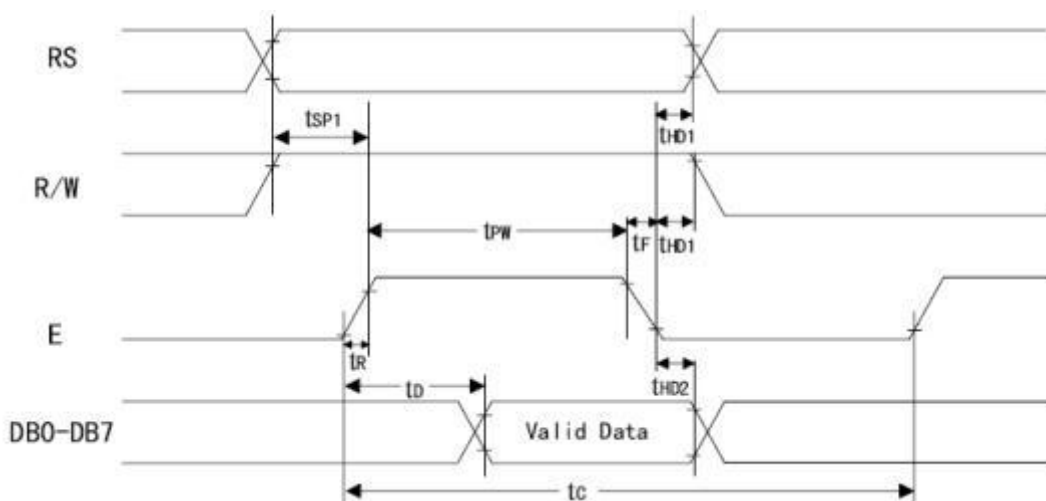 RS
tSP1
tHD1
R/W
tPW
tF
tHD1
E
tR
tD
tHD2
DB0-DB7
Valid Data
tC